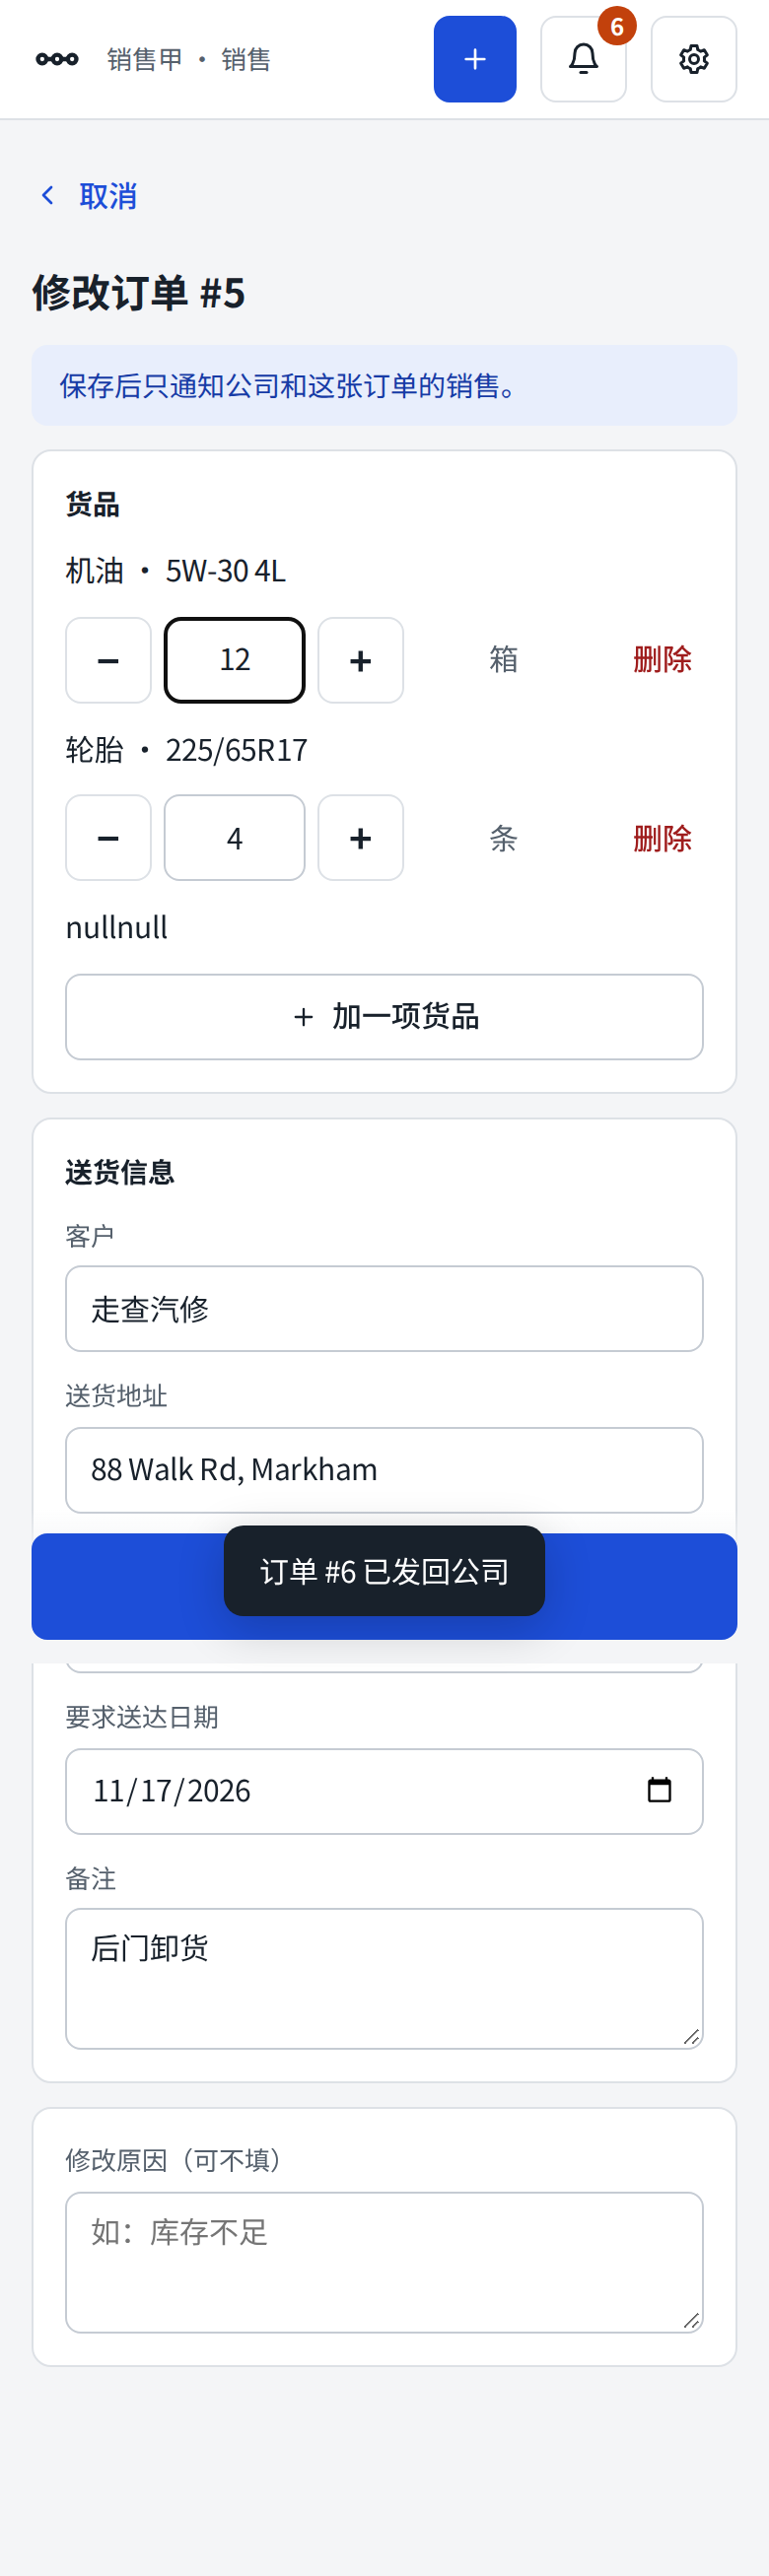 销售甲 · 销售
6
取消
修改订单 #5
保存后只通知公司和这张订单的销售。
货品
机油 · 5W-30 4L
− 12 + 箱 删除
轮胎 · 225/65R17
− 4 + 条 删除
nullnull
+ 加一项货品
送货信息
客户
走查汽修
送货地址
88 Walk Rd, Markham
订单 #6 已发回公司
要求送达日期
11/17/2026
备注
后门卸货
修改原因（可不填）
如：库存不足